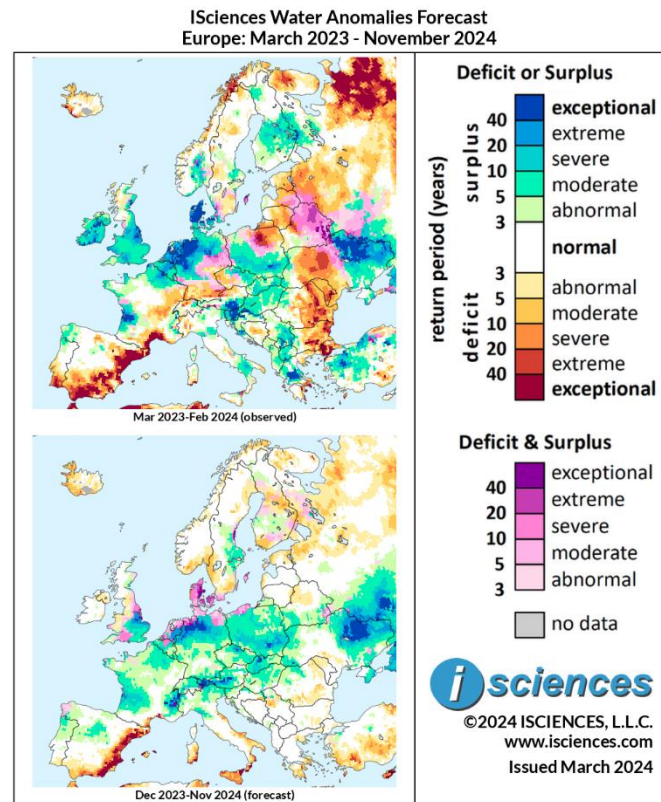 ISciences Water Anomalies Forecast
Europe: March 2023 - November 2024
Mar 2023-Feb 2024 (observed)
Dec 2023-Nov 2024 (forecast)
Deficit or Surplus
return period (years)
surplus
deficit
exceptional
40
extreme
20
severe
10
moderate
5
abnormal
3
normal
3
abnormal
5
moderate
10
severe
20
extreme
40
exceptional
Deficit & Surplus
exceptional
40
extreme
20
severe
10
moderate
5
abnormal
3
no data
i sciences
©2024 ISCIENCES, L.L.C.
www.isciences.com
Issued March 2024